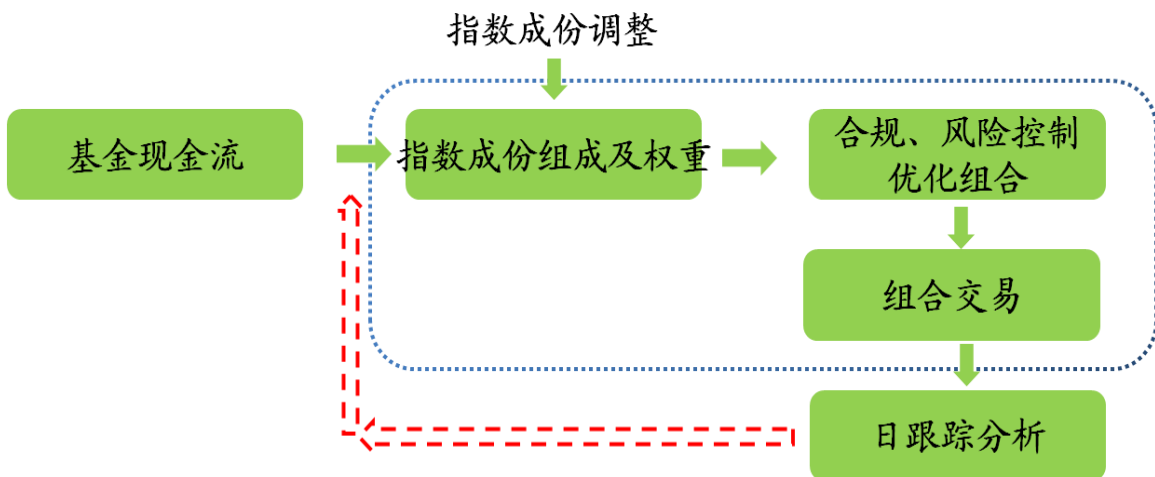 指数成份调整
基金现金流
指数成份组成及权重
合规、风险控制
优化组合
组合交易
日跟踪分析